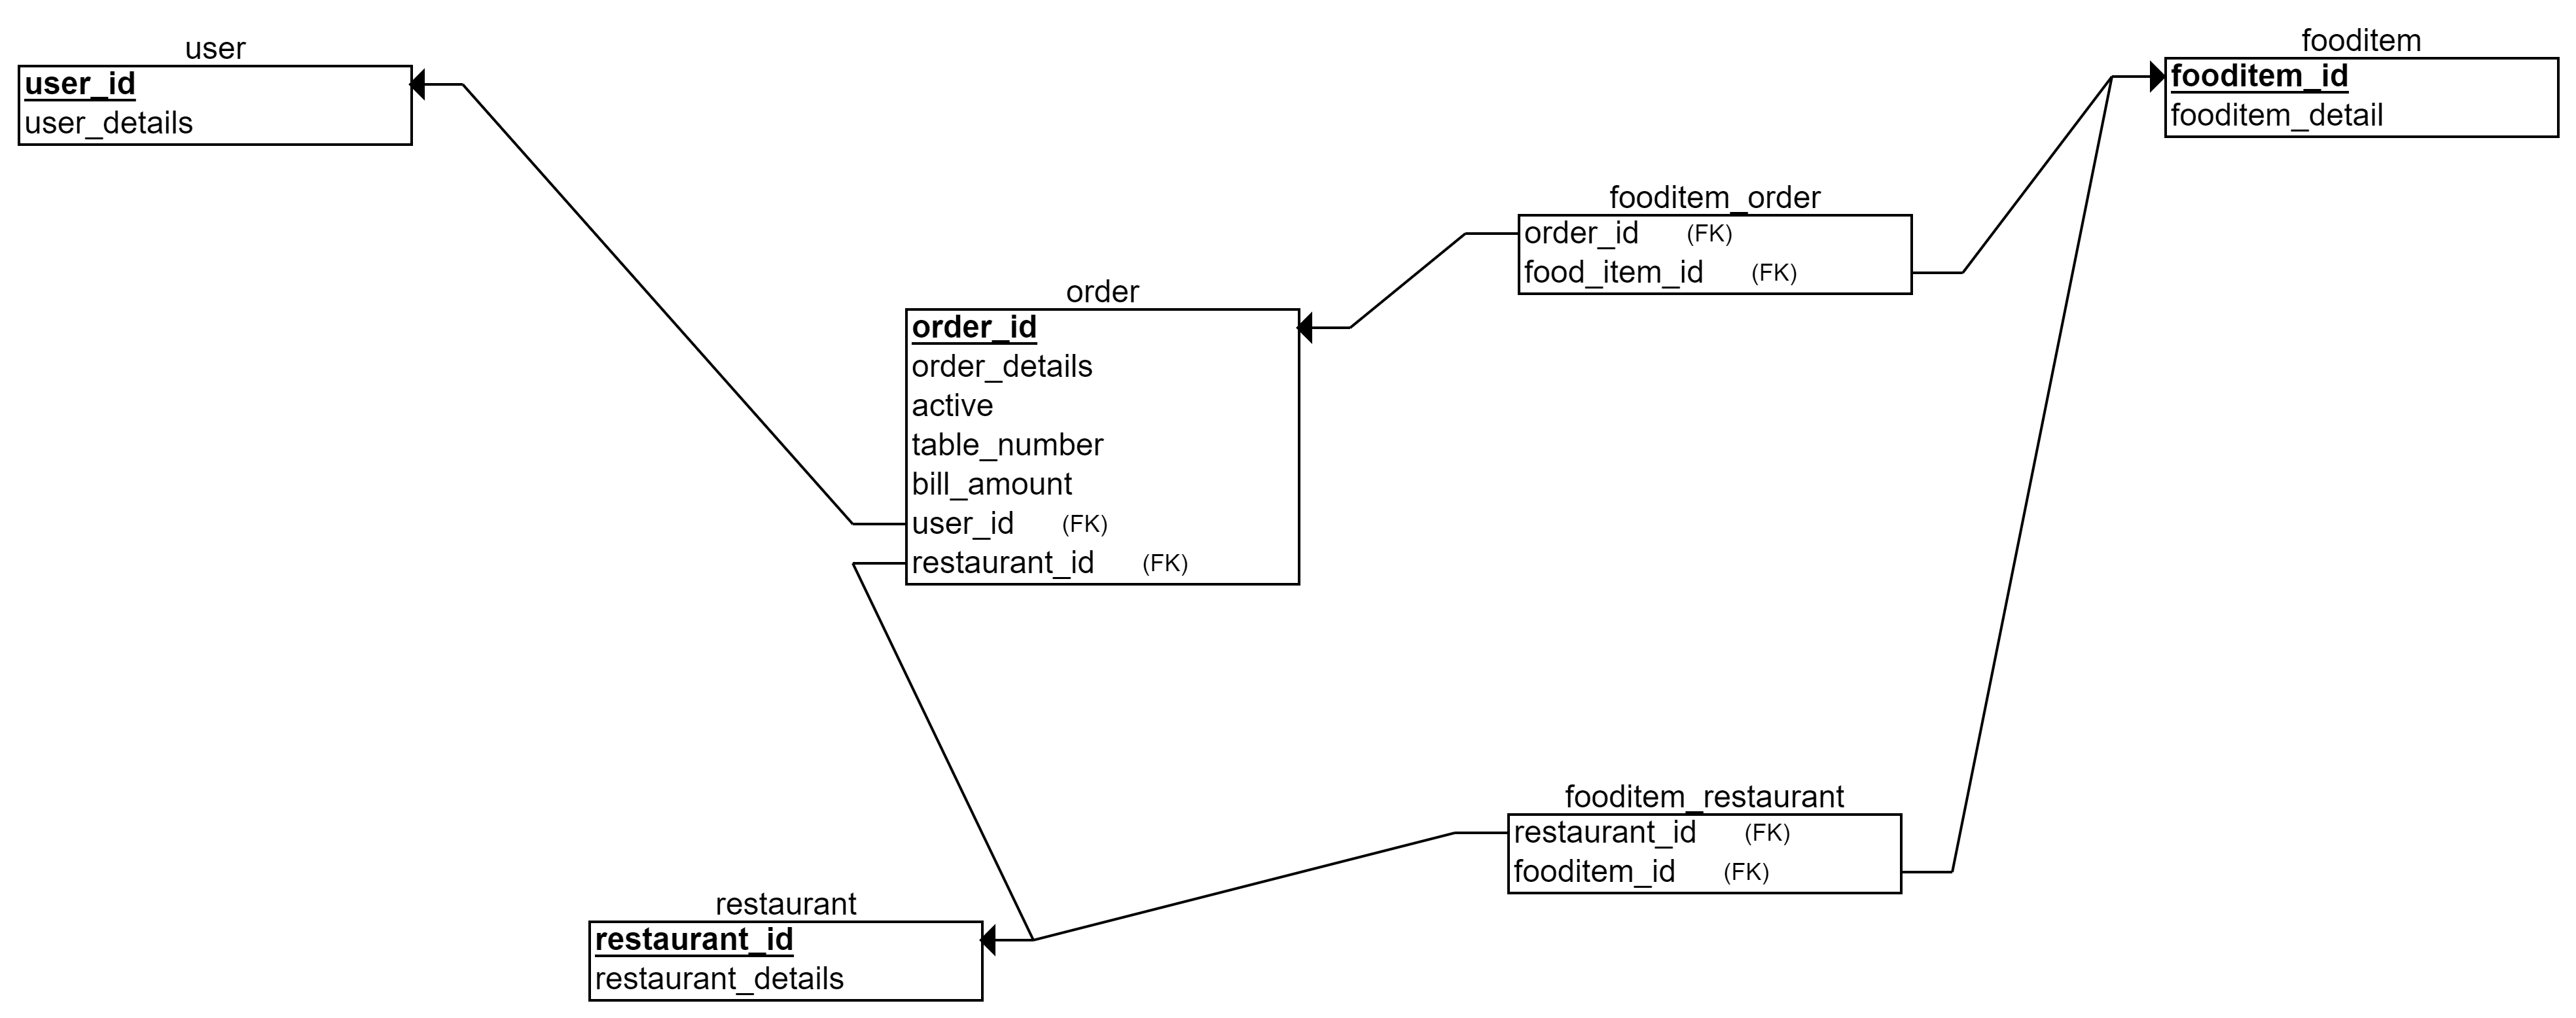 user
user_id
user_details
fooditem
fooditem_id
fooditem_detail
fooditem_order
order_id (FK)
food_item_id (FK)
order
order_id
order_details
active
table_number
bill_amount
user_id (FK)
restaurant_id (FK)
fooditem_restaurant
restaurant_id (FK)
fooditem_id (FK)
restaurant
restaurant_id
restaurant_details